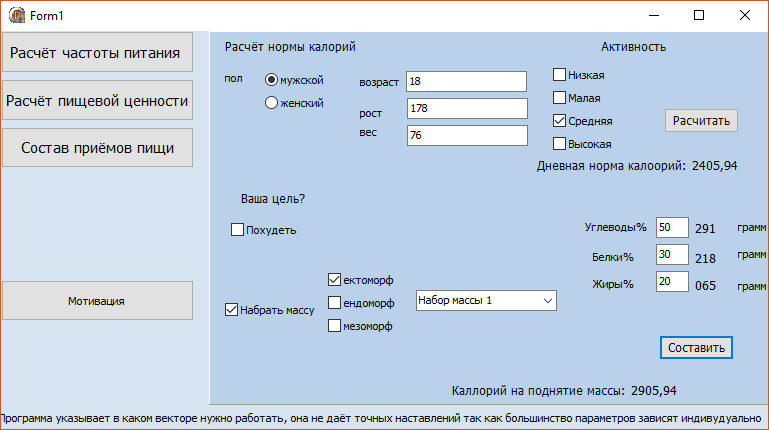 Form1
Расчёт частоты питания
Расчёт пищевой ценности
Состав приёмов пищи
Мотивация
Расчёт нормы калорий
Активность
пол
мужской
женский
возраст 18
рост 178
вес 76
Низкая
Малая
Средняя
Высокая
Расчитать
Дневная норма калоорий: 2405,94
Ваша цель?
Похудеть
Набрать массу
ектоморф
ендоморф
мезоморф
Набор массы 1
Углеводы% 50 291 грамм
Белки% 30 218 грамм
Жиры% 20 065 грамм
Составить
Каллорий на поднятие массы: 2905,94
Программа указывает в каком векторе нужно работать, она не даёт точных наставлений так как большинство параметров зависят индивудуально